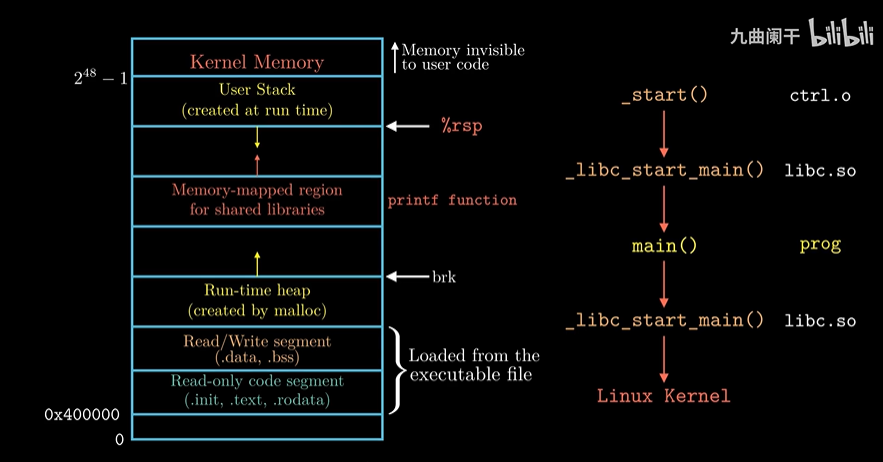 九曲阑干 bilibili
Kernel Memory
Memory invisible
to user code
2^48 − 1
User Stack
(created at run time)
%rsp
Memory-mapped region
for shared libraries
printf function
brk
Run-time heap
(created by malloc)
Read/Write segment
(.data, .bss)
Loaded from the
executable file
Read-only code segment
(.init, .text, .rodata)
0x400000
0
_start() ctrl.o
_libc_start_main() libc.so
main() prog
_libc_start_main() libc.so
Linux Kernel